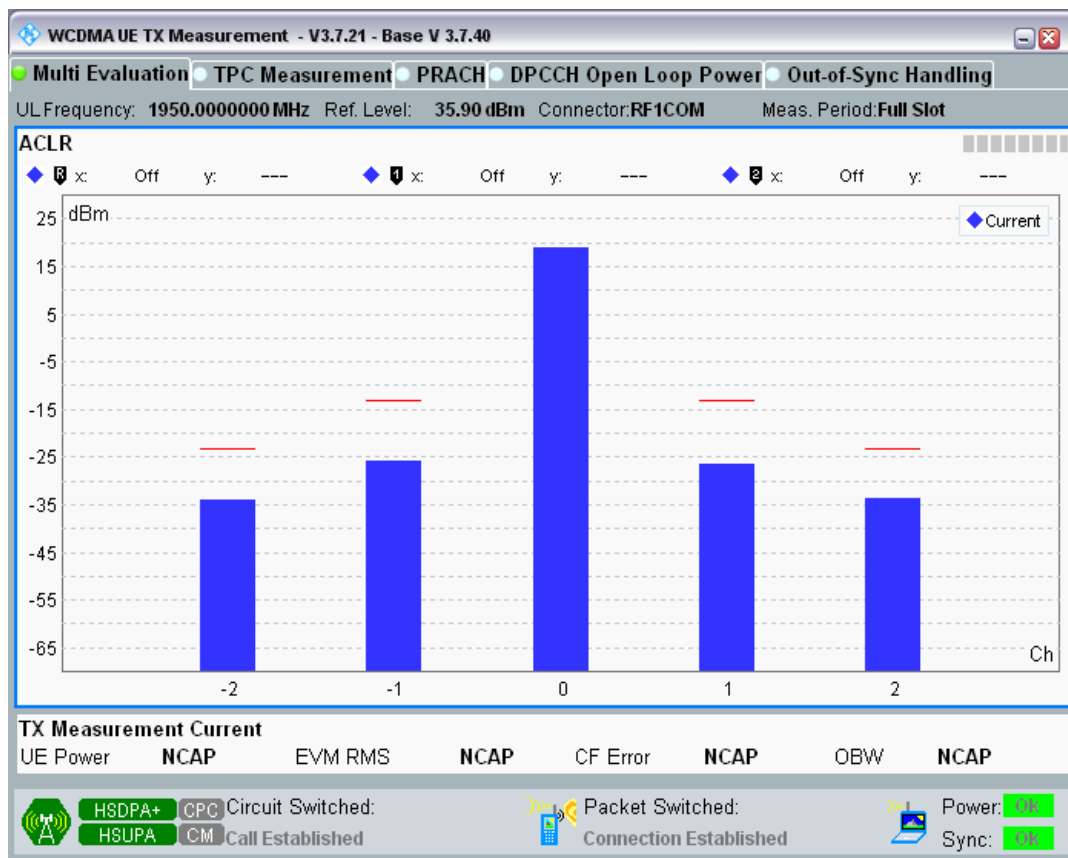 WCDMA UE TX Measurement - V3.7.21 - Base V 3.7.40
Multi Evaluation TPC Measurement PRACH DPCCH Open Loop Power Out-of-Sync Handling
UL Frequency: 1950.0000000 MHz Ref. Level: 35.90 dBm Connector:RF1COM Meas. Period:Full Slot
ACLR
R x: Off y: --- 1 x: Off y: --- 2 x: Off y: ---
dBm
Current
25
15
5
-5
-15
-25
-35
-45
-55
-65
Ch
-2 -1 0 1 2
TX Measurement Current
UE Power NCAP EVM RMS NCAP CF Error NCAP OBW NCAP
HSDPA+ CPC Circuit Switched: Packet Switched: Power: OK
HSUPA CM Call Established Connection Established Sync: OK